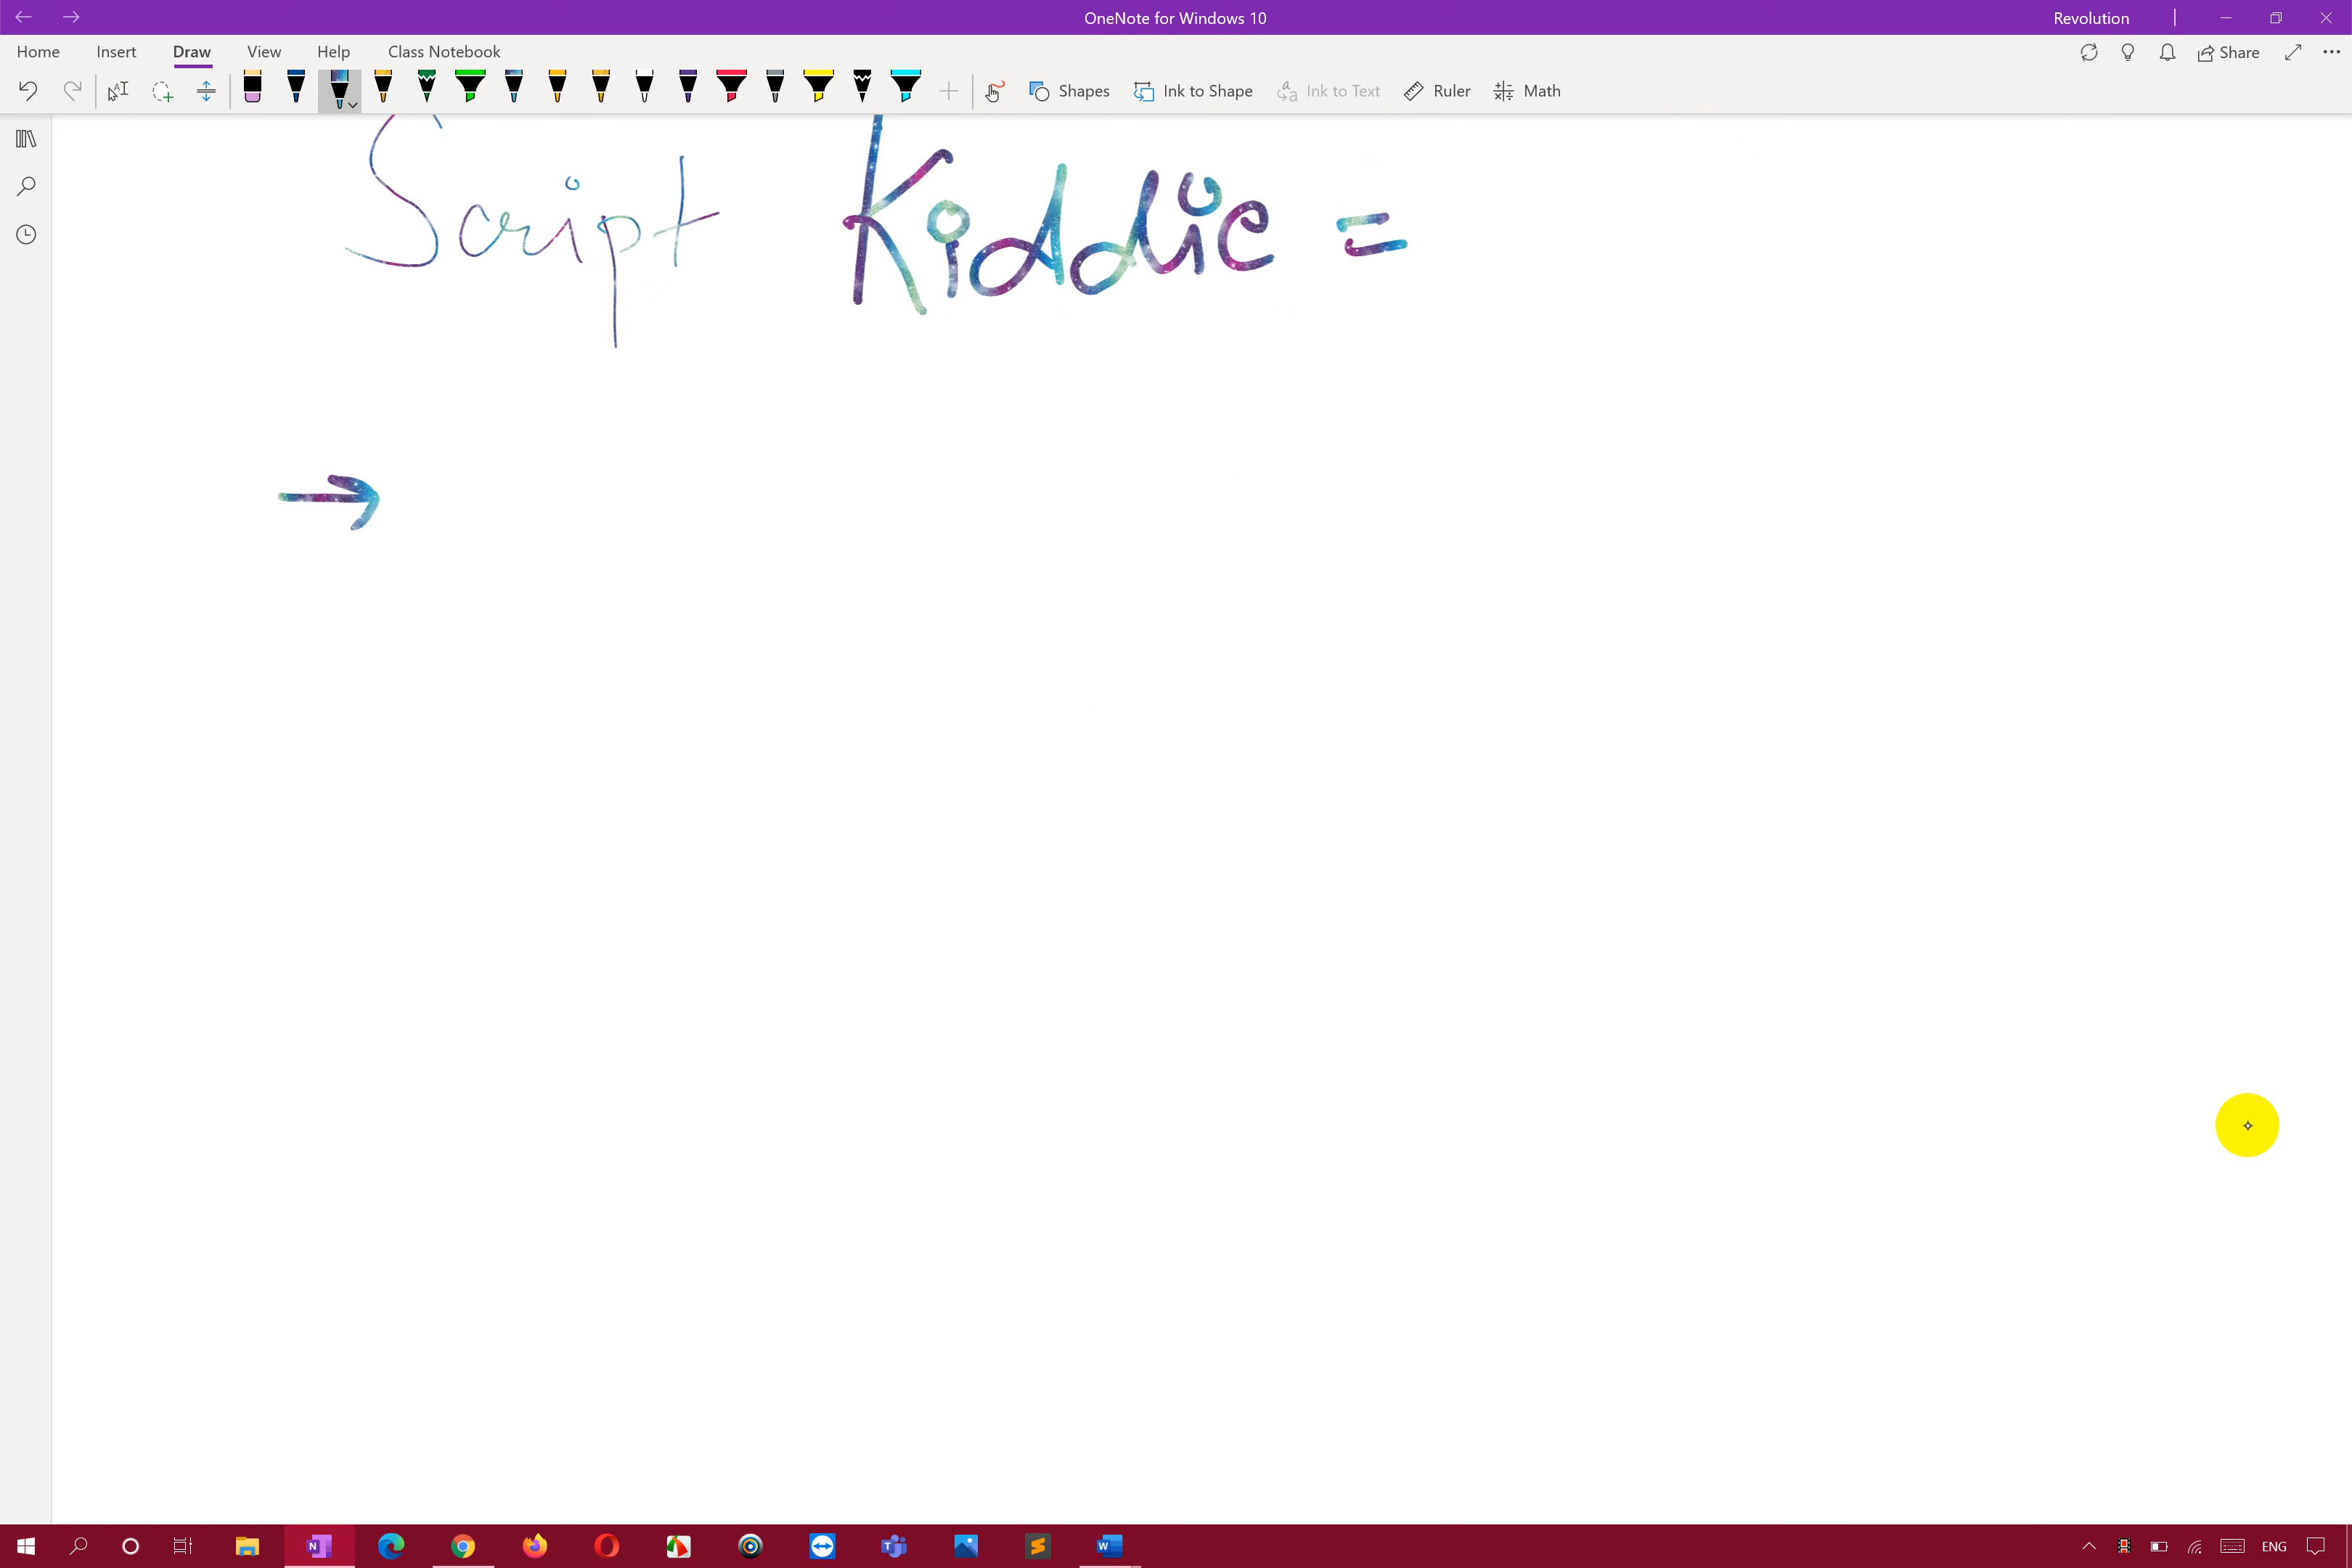 OneNote for Windows 10
Revolution
Home Insert Draw View Help Class Notebook
Share
Shapes Ink to Shape Ink to Text Ruler Math
Script Kiddie =
→
ENG